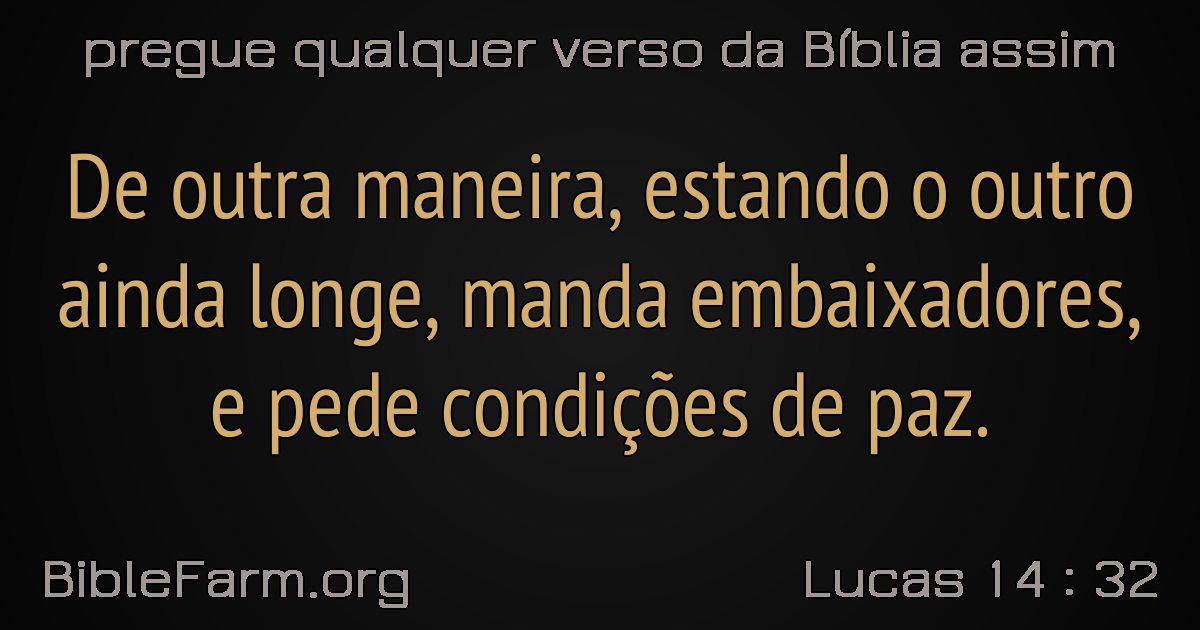 pregue qualquer verso da Bíblia assim
De outra maneira, estando o outro
ainda longe, manda embaixadores,
e pede condições de paz.
BibleFarm.org
Lucas 14 : 32